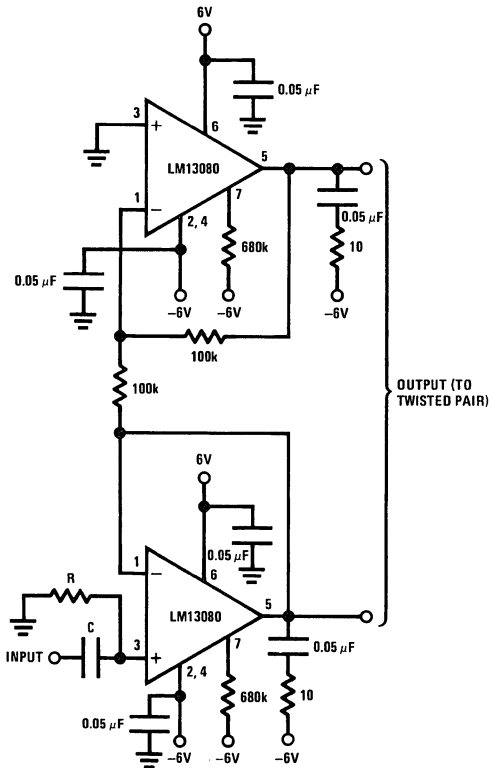 6V
0.05 µF
3
+
6
LM13080
5
7
1
−
2, 4
0.05 µF
680k
10
0.05 µF
−6V
−6V
−6V
100k
100k
OUTPUT (TO
TWISTED PAIR)
6V
0.05 µF
1
−
6
R
LM13080
5
C
3
+
7
0.05 µF
INPUT
2, 4
680k
10
0.05 µF
−6V
−6V
−6V